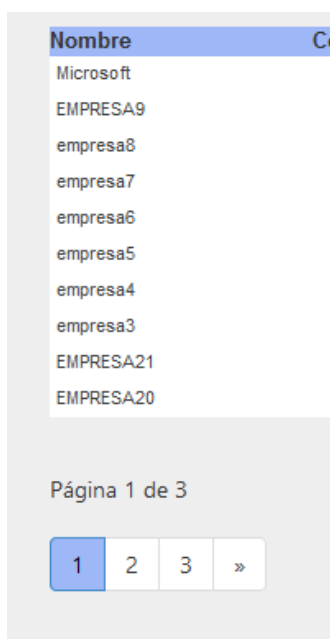 Nombre
Microsoft
EMPRESA9
empresa8
empresa7
empresa6
empresa5
empresa4
empresa3
EMPRESA21
EMPRESA20
Página 1 de 3
1 2 3 »